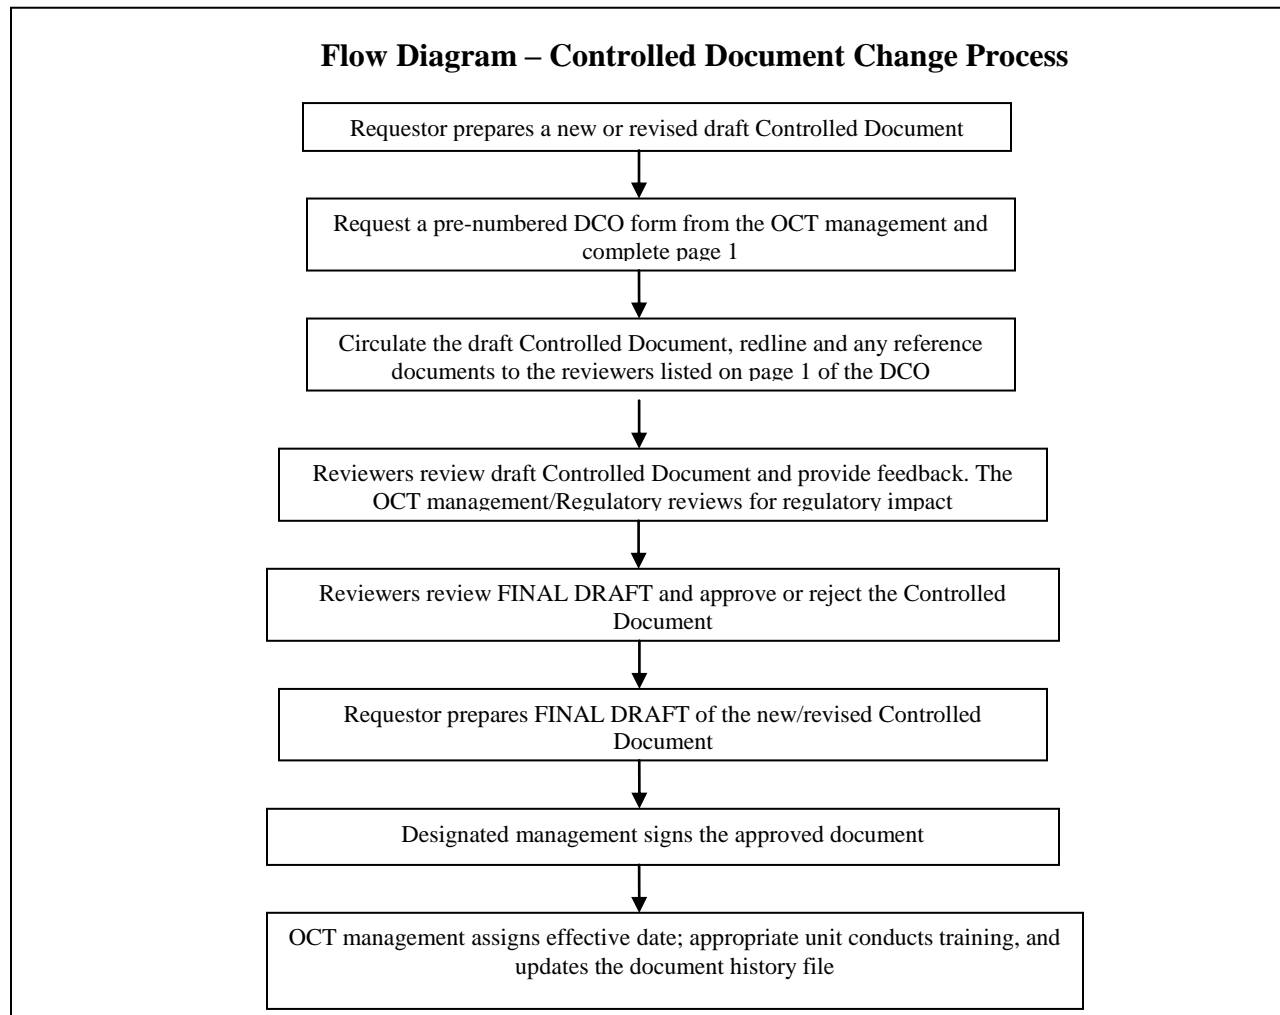 Flow Diagram – Controlled Document Change Process
Requestor prepares a new or revised draft Controlled Document
Request a pre-numbered DCO form from the OCT management and
complete page 1
Circulate the draft Controlled Document, redline and any reference
documents to the reviewers listed on page 1 of the DCO
Reviewers review draft Controlled Document and provide feedback. The
OCT management/Regulatory reviews for regulatory impact
Reviewers review FINAL DRAFT and approve or reject the Controlled
Document
Requestor prepares FINAL DRAFT of the new/revised Controlled
Document
Designated management signs the approved document
OCT management assigns effective date; appropriate unit conducts training, and
updates the document history file